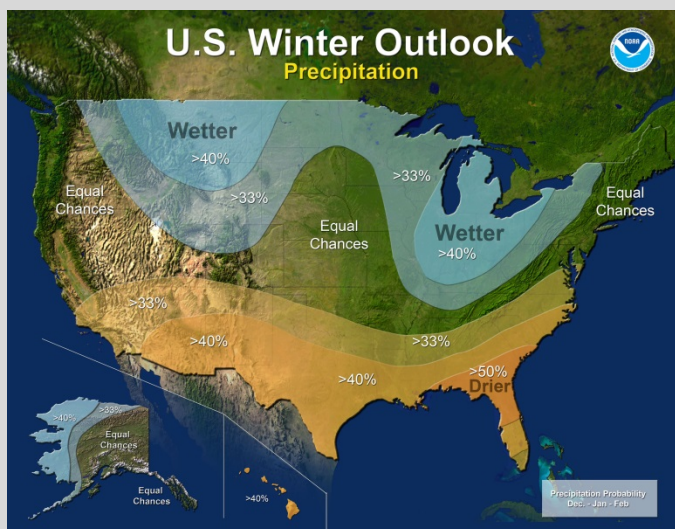 U.S. Winter Outlook
Precipitation
NOAA
Wetter
>40%
>33%
Equal
Chances
>33%
Equal
Chances
Wetter
>40%
Equal
Chances
>33%
>40%
>33%
>40%
>50%
Drier
>40%
>33%
Equal
Chances
Equal
Chances
>40%
Precipitation Probability
Dec. - Jan - Feb